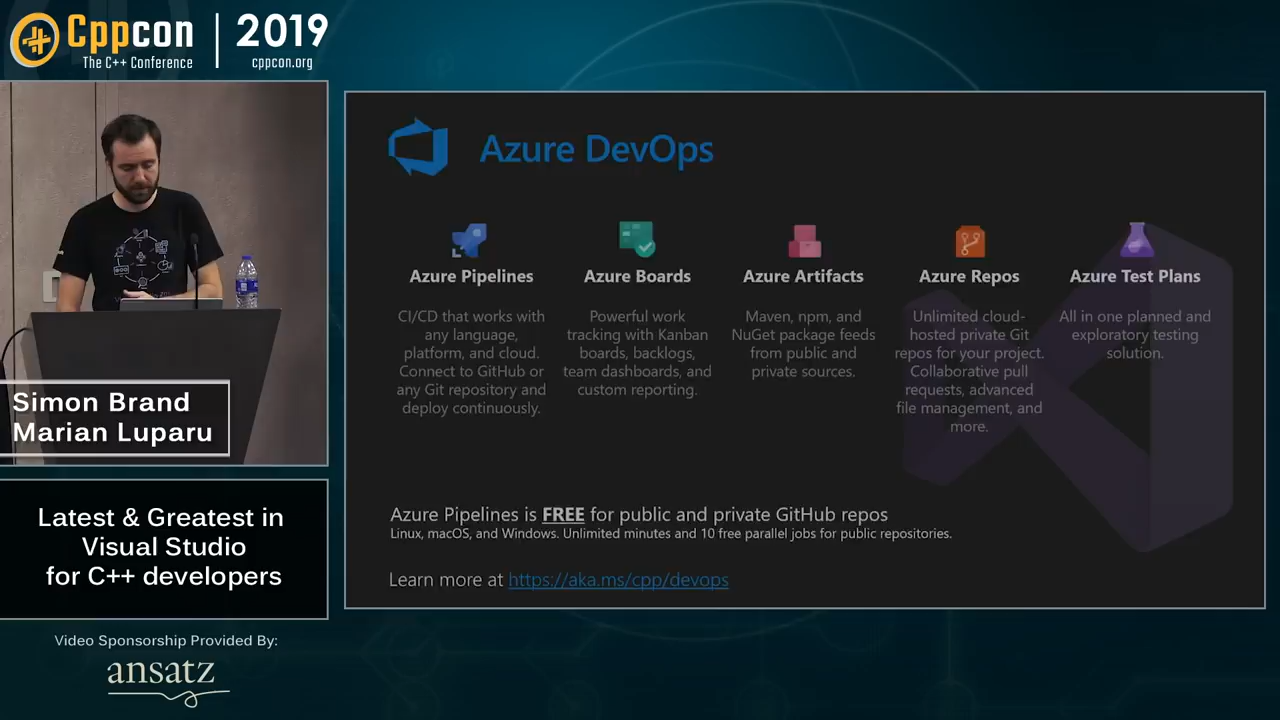 Cppcon
The C++ Conference
2019
cppcon.org
Simon Brand
Marian Luparu
Latest & Greatest in
Visual Studio
for C++ developers
Video Sponsorship Provided By:
ansatz
Azure DevOps
Azure Pipelines
CI/CD that works with
any language,
platform, and cloud.
Connect to GitHub or
any Git repository and
deploy continuously.
Azure Boards
Powerful work
tracking with Kanban
boards, backlogs,
team dashboards, and
custom reporting.
Azure Artifacts
Maven, npm, and
NuGet package feeds
from public and
private sources.
Azure Repos
Unlimited cloud-
hosted private Git
repos for your project.
Collaborative pull
requests, advanced
file management, and
more.
Azure Test Plans
All in one planned and
exploratory testing
solution.
Azure Pipelines is FREE for public and private GitHub repos
Linux, macOS, and Windows. Unlimited minutes and 10 free parallel jobs for public repositories.
Learn more at https://aka.ms/cpp/devops